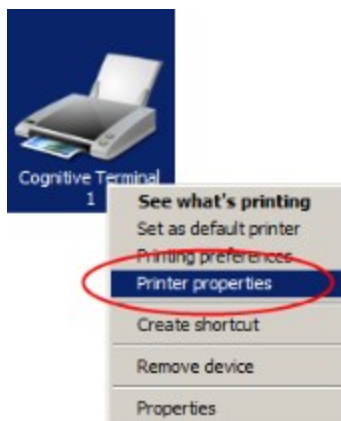 Cognitive Terminal
1
See what's printing
Set as default printer
Printing preferences
Printer properties
Create shortcut
Remove device
Properties